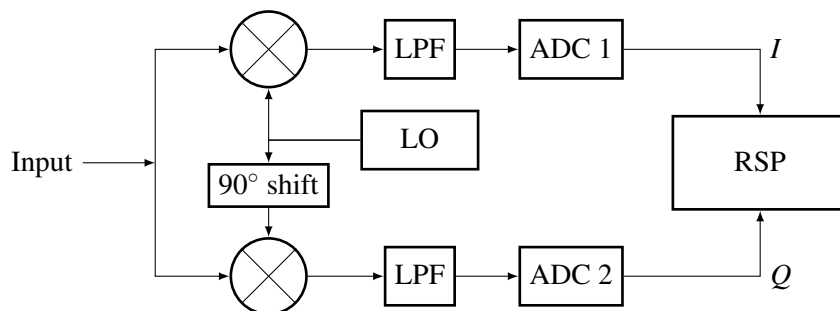 LPF
ADC 1
I
LO
Input
RSP
90° shift
LPF
ADC 2
Q